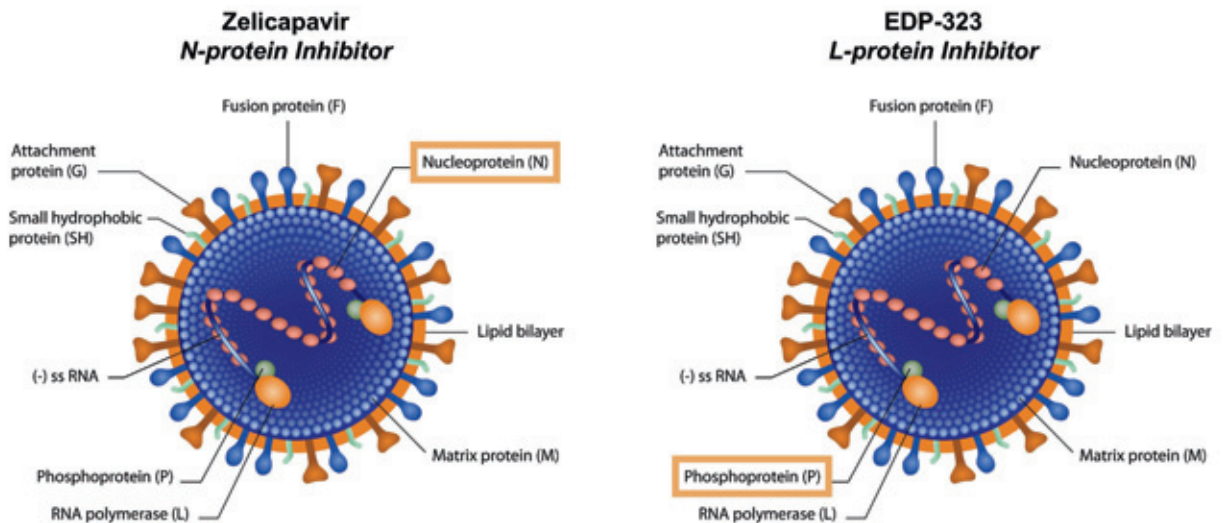 Zelicapavir
N-protein Inhibitor
Fusion protein (F)
Attachment
protein (G)
Nucleoprotein (N)
Small hydrophobic
protein (SH)
Lipid bilayer
(-) ss RNA
Matrix protein (M)
Phosphoprotein (P)
RNA polymerase (L)
EDP-323
L-protein Inhibitor
Fusion protein (F)
Attachment
protein (G)
Nucleoprotein (N)
Small hydrophobic
protein (SH)
Lipid bilayer
(-) ss RNA
Matrix protein (M)
Phosphoprotein (P)
RNA polymerase (L)